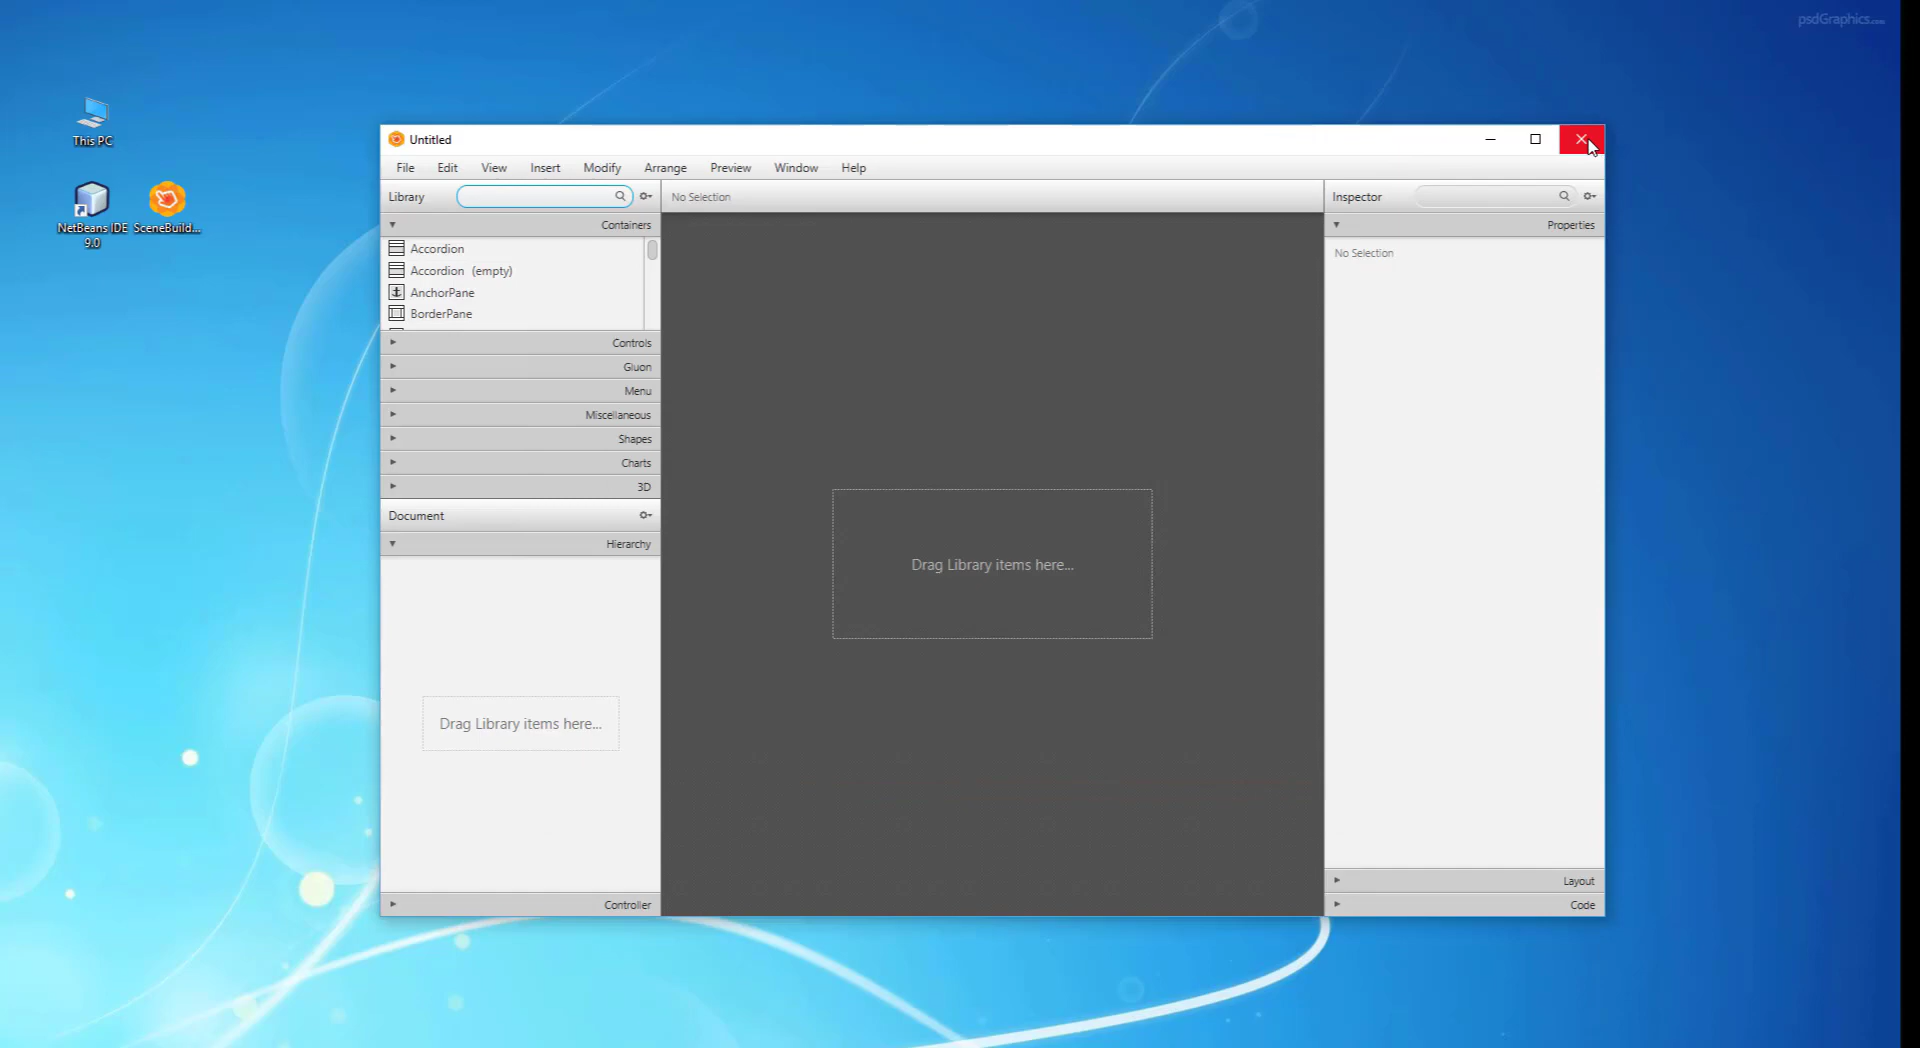 psdGraphics.com
This PC
NetBeans IDE 9.0
SceneBuild...
Untitled
File Edit View Insert Modify Arrange Preview Window Help
Library
No Selection
Inspector
Containers
Properties
Accordion
No Selection
Accordion (empty)
AnchorPane
BorderPane
Controls
Gluon
Menu
Miscellaneous
Shapes
Charts
3D
Document
Hierarchy
Drag Library items here...
Drag Library items here...
Layout
Controller
Code